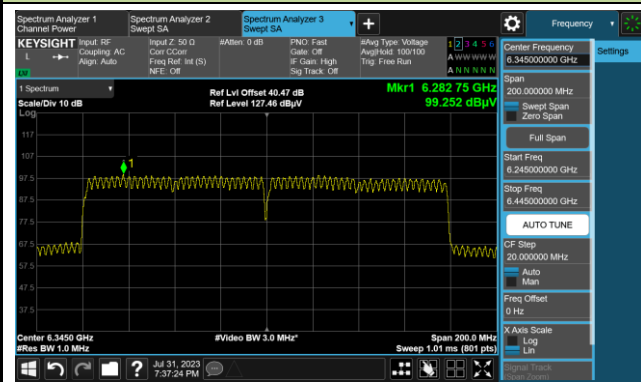 Spectrum Analyzer 1
Channel Power
Spectrum Analyzer 2
Swept SA
Spectrum Analyzer 3
Swept SA
Frequency
KEYSIGHT
L
Input: RF
Coupling: AC
Align: Auto
Input Z: 50 Ω
Corr CCorr
Freq Ref: Int (S)
NFE: Off
#Atten: 0 dB
PNO: Fast
Gate: Off
IF Gain: High
Sig Track: Off
#Avg Type: Voltage
Avg|Hold: 100/100
Trig: Free Run
1 2 3 4 5 6
A W W W W W
A N N N N N
1 Spectrum
Scale/Div 10 dB
Ref Lvl Offset 40.47 dB
Ref Level 127.46 dBµV
Mkr1 6.282 75 GHz
99.252 dBµV
Log
117
107
97.5
87.5
77.5
67.5
57.5
47.5
37.5
1
Center 6.3450 GHz
#Res BW 1.0 MHz
#Video BW 3.0 MHz*
Span 200.0 MHz
Sweep 1.01 ms (801 pts)
Jul 31, 2023
7:37:24 PM
Center Frequency
6.345000000 GHz
Settings
Span
200.000000 MHz
Swept Span
Zero Span
Full Span
Start Freq
6.245000000 GHz
Stop Freq
6.445000000 GHz
AUTO TUNE
CF Step
20.000000 MHz
Auto
Man
Freq Offset
0 Hz
X Axis Scale
Log
Lin
Signal Track
(Span Zoom)